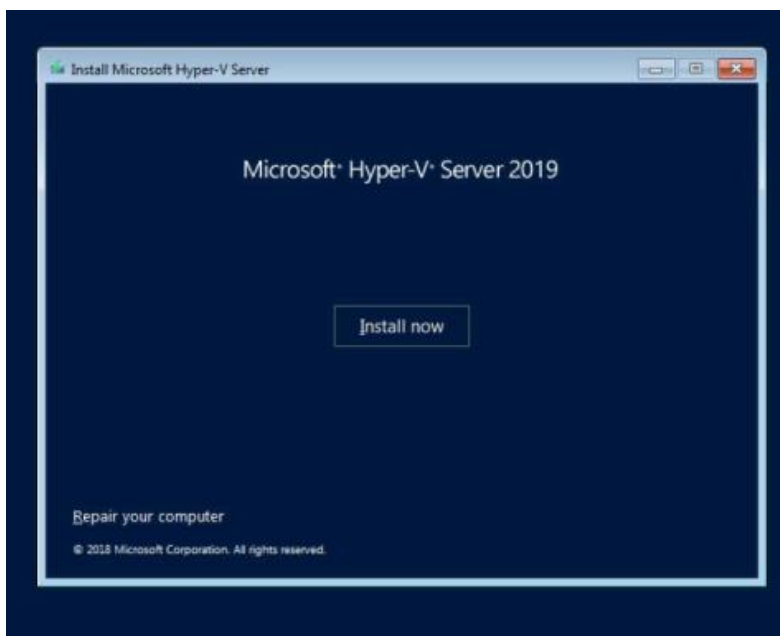 Install Microsoft Hyper-V Server
Microsoft® Hyper-V® Server 2019
Install now
Repair your computer
© 2018 Microsoft Corporation. All rights reserved.